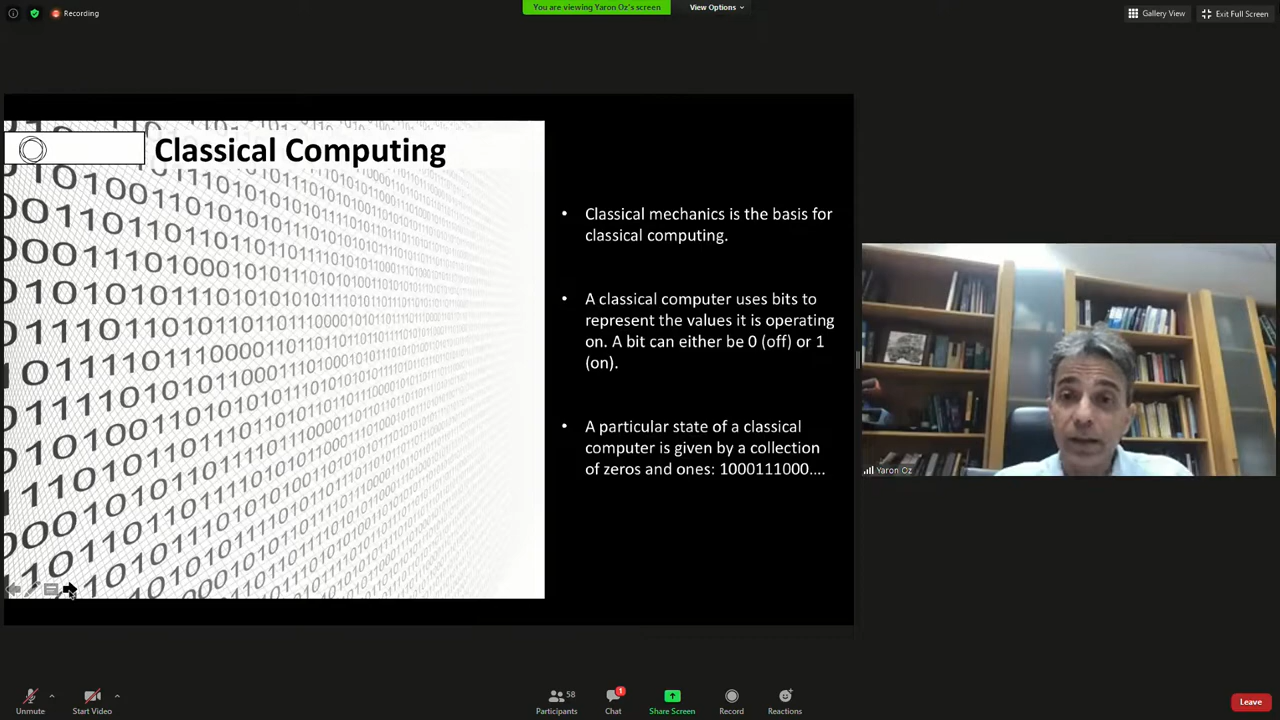 Recording
You are viewing Yaron Oz's screen
View Options
Gallery View
Exit Full Screen
Classical Computing
• Classical mechanics is the basis for
classical computing.
• A classical computer uses bits to
represent the values it is operating
on. A bit can either be 0 (off) or 1
(on).
• A particular state of a classical
computer is given by a collection
of zeros and ones: 1000111000....
Yaron Oz
Unmute
Start Video
58
Participants
1
Chat
Share Screen
Record
Reactions
Leave